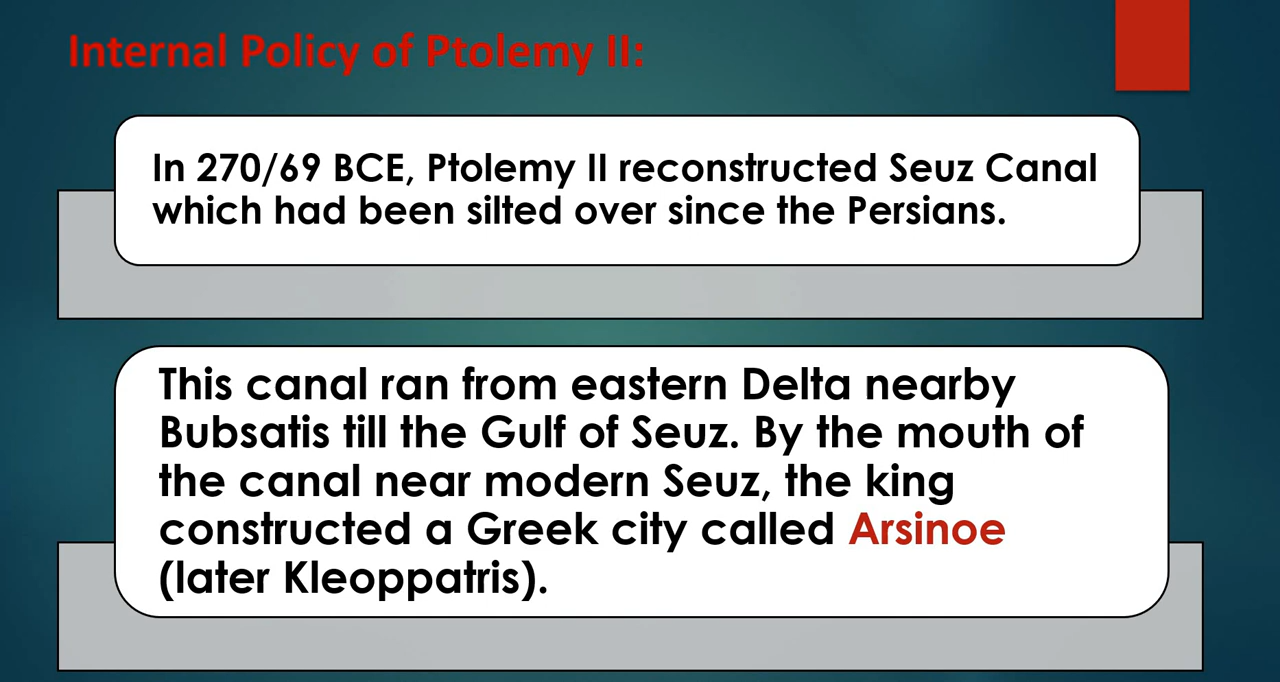 Internal Policy of Ptolemy II:
In 270/69 BCE, Ptolemy II reconstructed Seuz Canal
which had been silted over since the Persians.
This canal ran from eastern Delta nearby
Bubsatis till the Gulf of Seuz. By the mouth of
the canal near modern Seuz, the king
constructed a Greek city called Arsinoe
(later Kleoppatris).